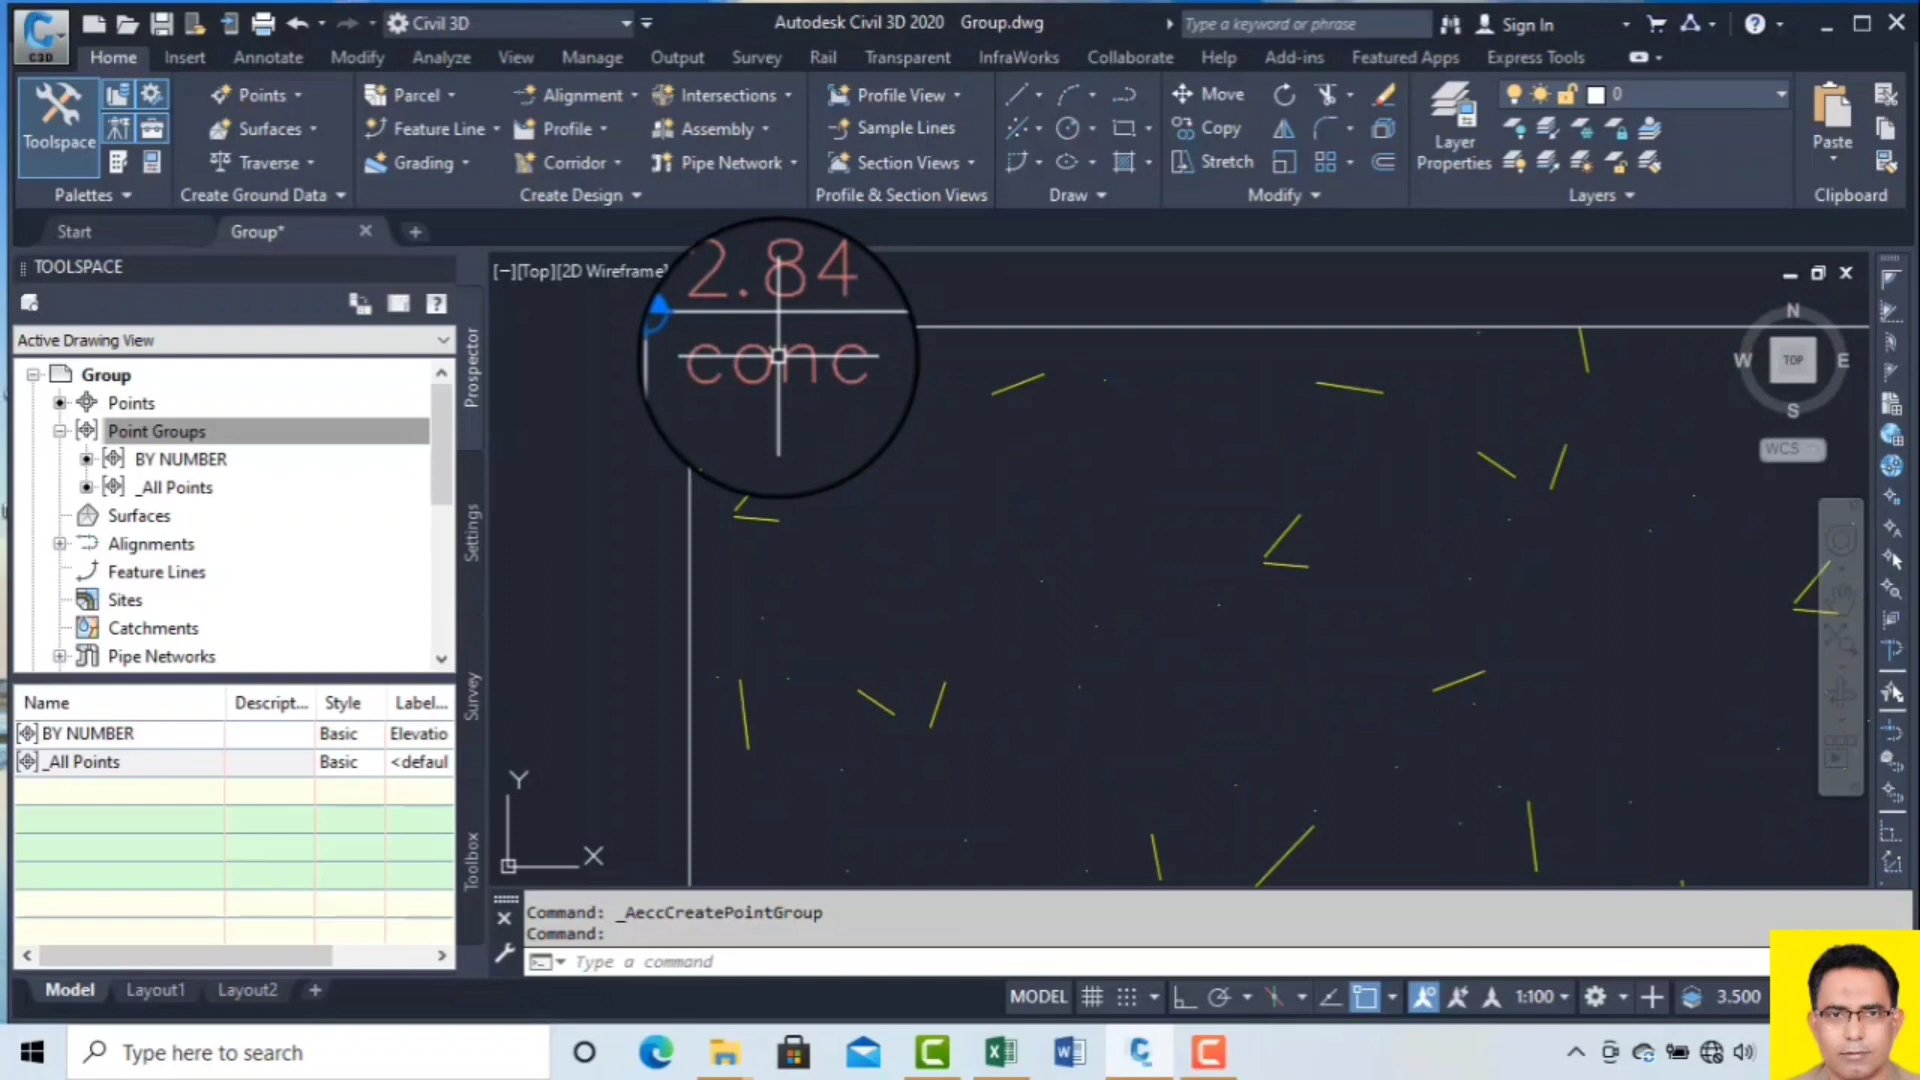 C3D
Civil 3D
Autodesk Civil 3D 2020 Group.dwg
Type a keyword or phrase
Sign In
Home Insert Annotate Modify Analyze View Manage Output Survey Rail Transparent InfraWorks Collaborate Help Add-ins Featured Apps Express Tools
Toolspace
Points
Surfaces
Traverse
Parcel
Feature Line
Grading
Alignment
Profile
Corridor
Intersections
Assembly
Pipe Network
Profile View
Sample Lines
Section Views
Move
Copy
Stretch
Layer
Properties
0
Paste
Palettes
Create Ground Data
Create Design
Profile & Section Views
Draw
Modify
Layers
Clipboard
Start
Group*
TOOLSPACE
Active Drawing View
Group
Points
Point Groups
BY NUMBER
_All Points
Surfaces
Alignments
Feature Lines
Sites
Catchments
Pipe Networks
Prospector
Settings
Survey
Toolbox
Name Descript... Style Label...
BY NUMBER Basic Elevatio
_All Points Basic <defaul
[−][Top][2D Wireframe]
2.84
conc
N
W TOP E
S
WCS
Y
X
Command: _AeccCreatePointGroup
Command:
Type a command
Model Layout1 Layout2
MODEL
1:100
3.500
Type here to search